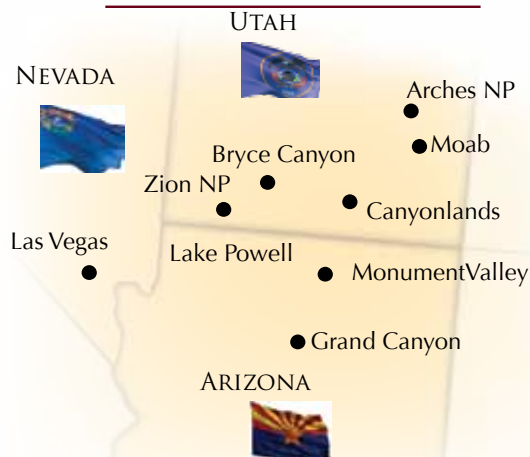 UTAH
NEVADA
Arches NP
Moab
Bryce Canyon
Zion NP
Canyonlands
Las Vegas
Lake Powell
MonumentValley
Grand Canyon
ARIZONA